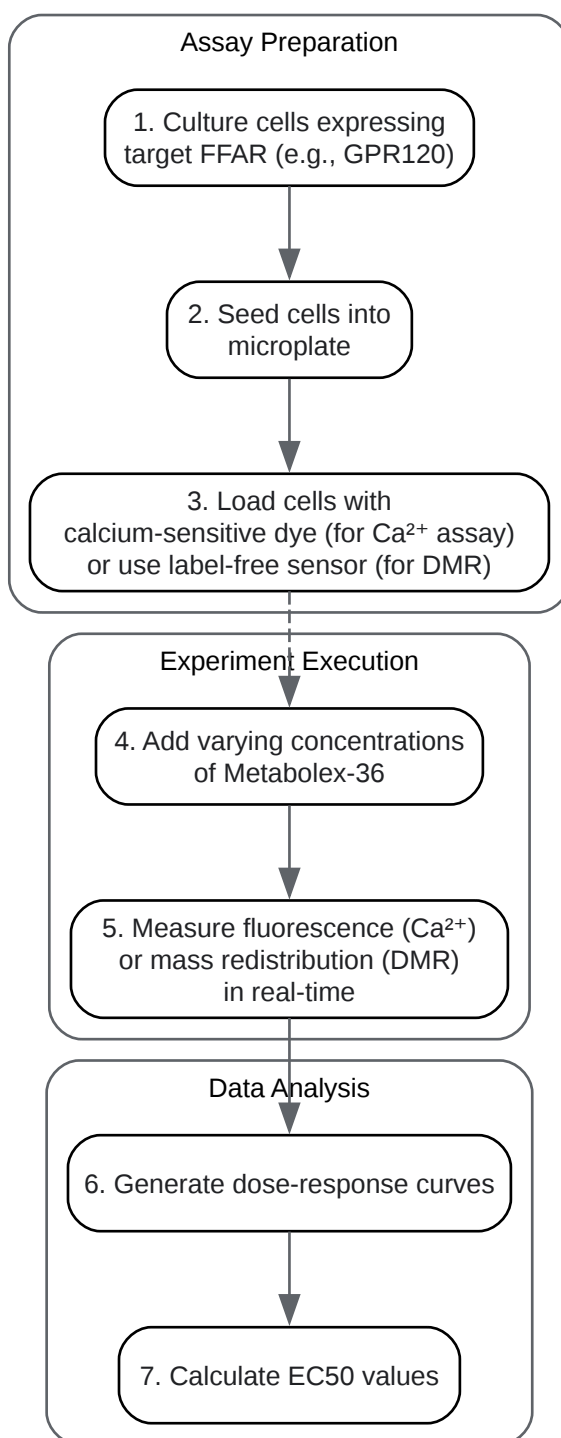 Assay Preparation
1. Culture cells expressing
target FFAR (e.g., GPR120)
2. Seed cells into
microplate
3. Load cells with
calcium-sensitive dye (for Ca²⁺ assay)
or use label-free sensor (for DMR)
Experiment Execution
4. Add varying concentrations
of Metabolex-36
5. Measure fluorescence (Ca²⁺)
or mass redistribution (DMR)
in real-time
Data Analysis
6. Generate dose-response curves
7. Calculate EC50 values